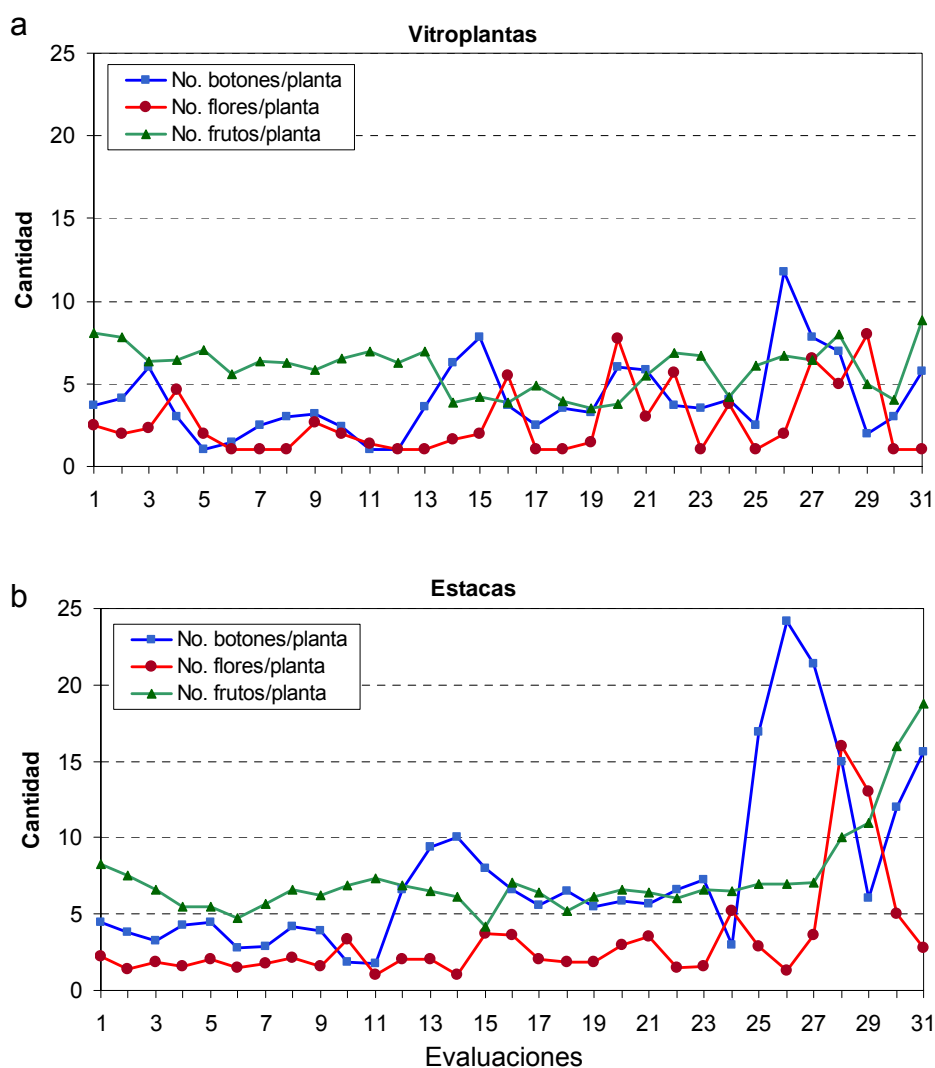 a
Vitroplantas
25
20
15
10
5
0
Cantidad
No. botones/planta
No. flores/planta
No. frutos/planta
1 3 5 7 9 11 13 15 17 19 21 23 25 27 29 31
b
Estacas
25
20
15
10
5
0
Cantidad
No. botones/planta
No. flores/planta
No. frutos/planta
1 3 5 7 9 11 13 15 17 19 21 23 25 27 29 31
Evaluaciones